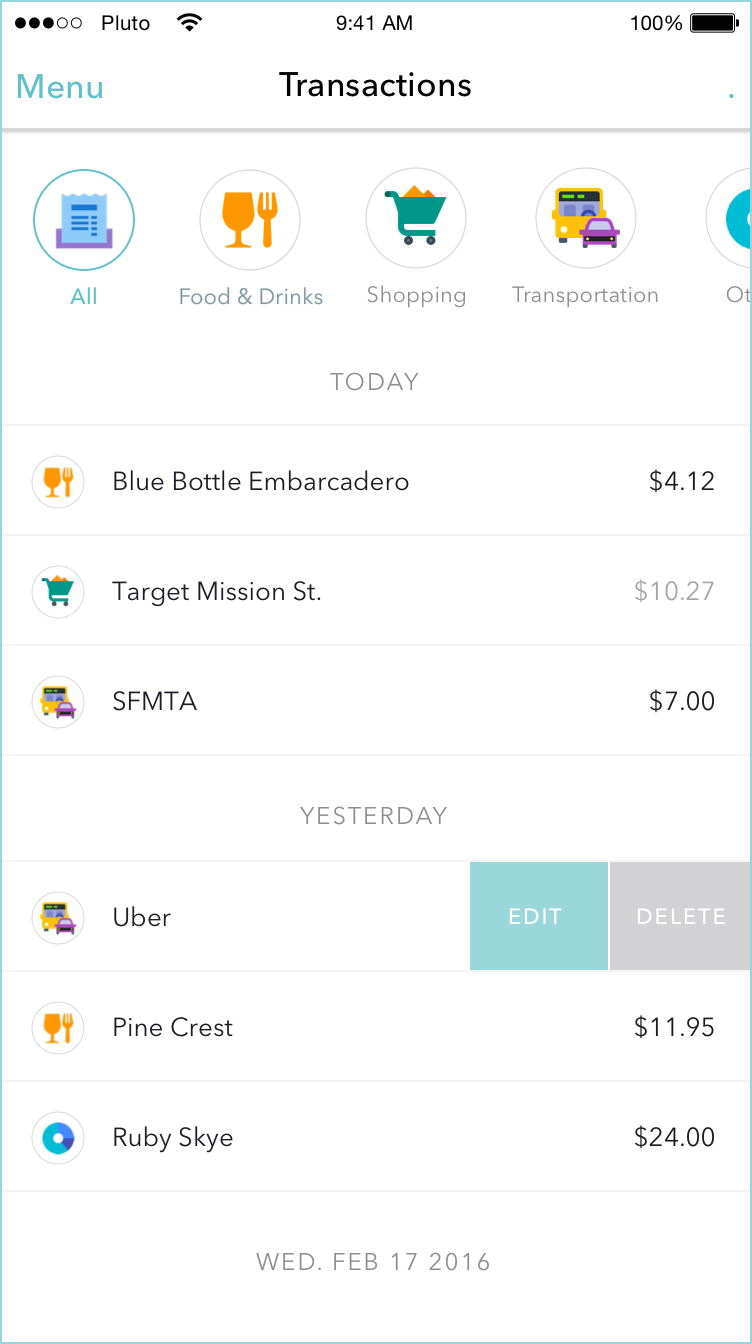 Pluto 9:41 AM 100%
Menu Transactions .
All Food & Drinks Shopping Transportation Ot
TODAY
Blue Bottle Embarcadero $4.12
Target Mission St. $10.27
SFMTA $7.00
YESTERDAY
Uber EDIT DELETE
Pine Crest $11.95
Ruby Skye $24.00
WED. FEB 17 2016